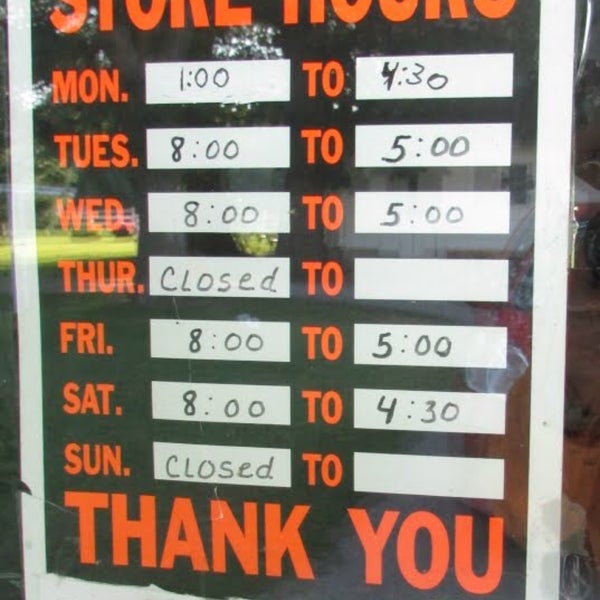 STORE HOURS
MON. 1:00 TO 4:30
TUES. 8:00 TO 5:00
WED. 8:00 TO 5:00
THUR. Closed TO
FRI. 8:00 TO 5:00
SAT. 8:00 TO 4:30
SUN. Closed TO
THANK YOU